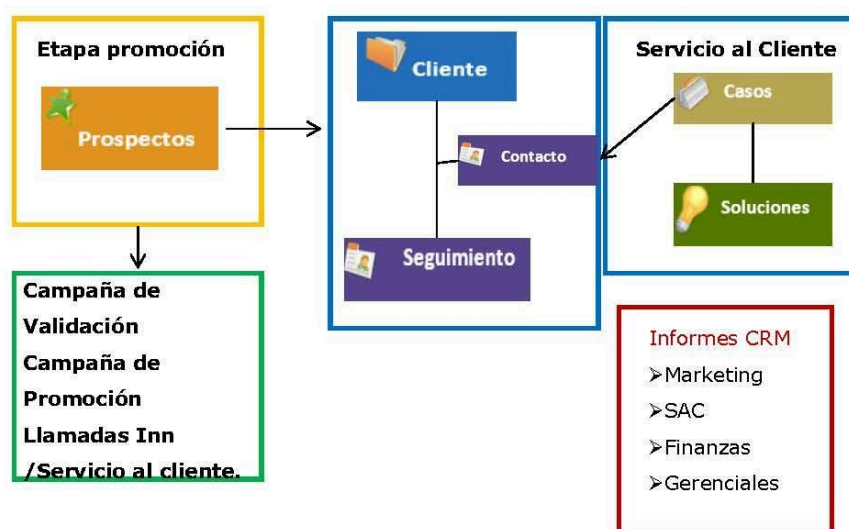 Etapa promoción
Prospectos
Campaña de
Validación
Campaña de
Promoción
Llamadas Inn
/Servicio al cliente.
Cliente
Contacto
Seguimiento
Servicio al Cliente
Casos
Soluciones
Informes CRM
➢Marketing
➢SAC
➢Finanzas
➢Gerenciales